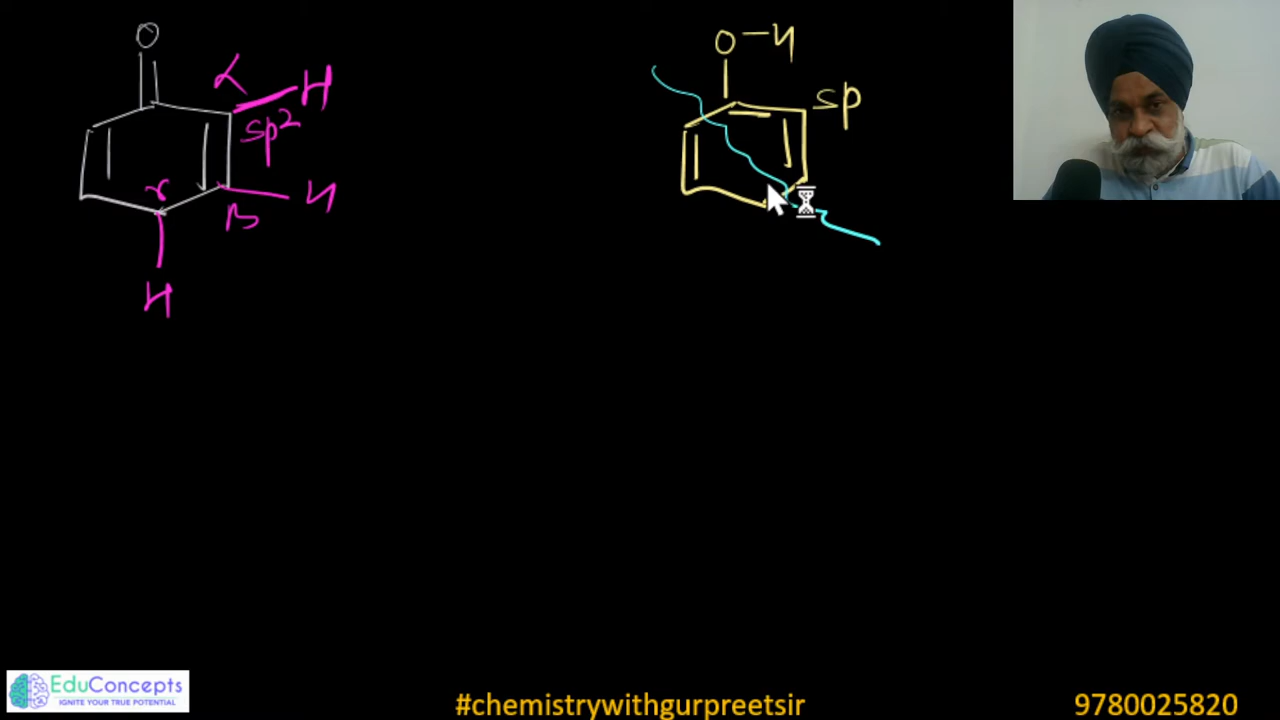 O
α H
sp²
γ
β H
H
O-H
sp
EduConcepts
IGNITE YOUR TRUE POTENTIAL
#chemistrywithgurpreetsir
9780025820